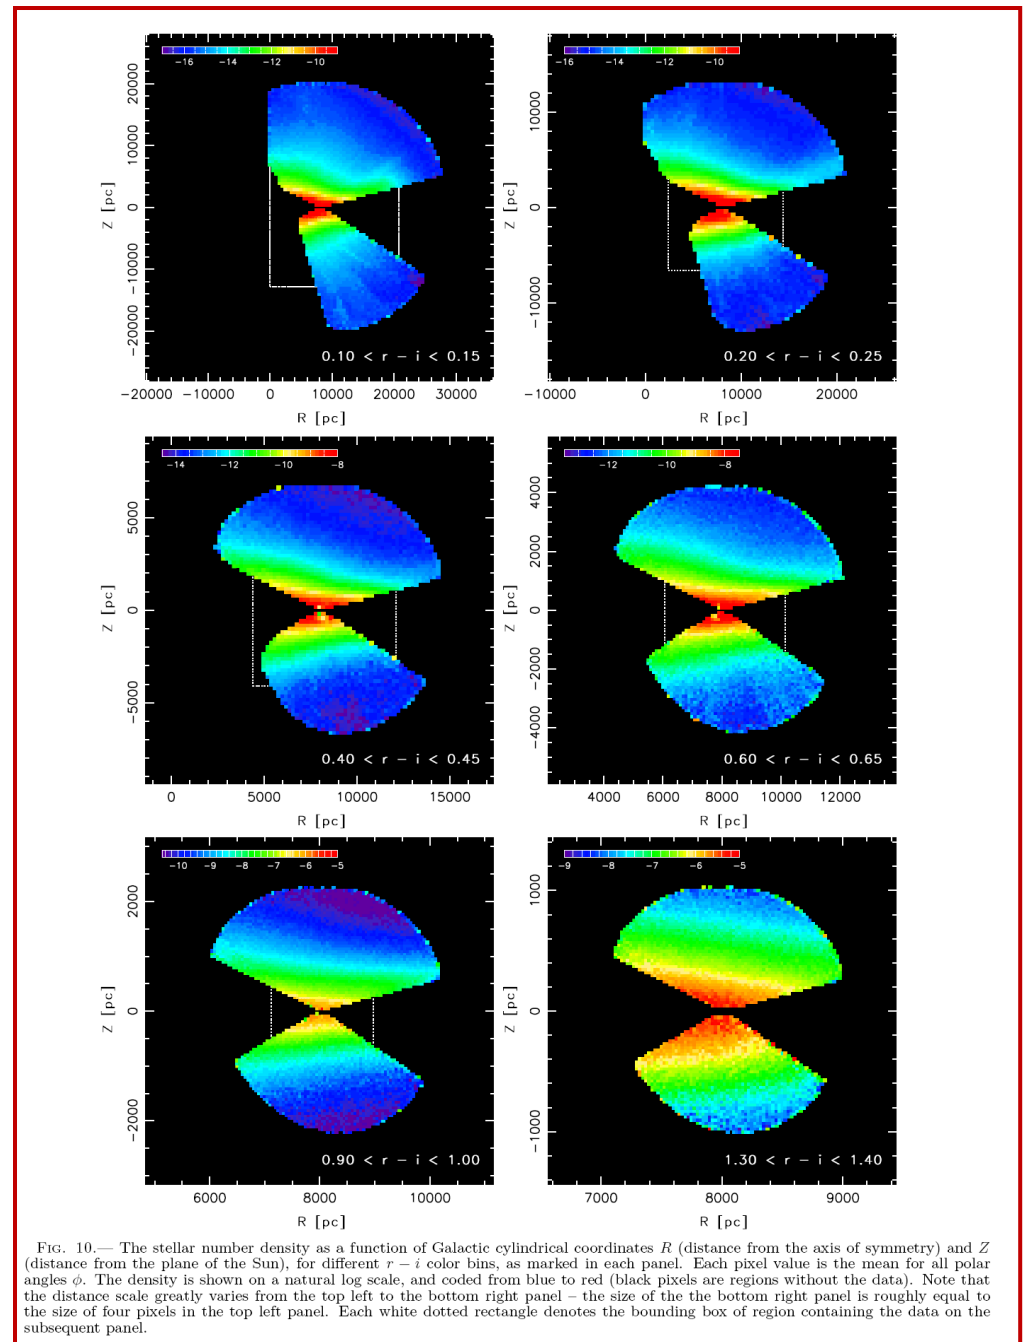 −16 −14 −12 −10
20000
10000
0
−10000
−20000
Z [pc]
0.10 < r − i < 0.15
−20000 −10000 0 10000 20000 30000
R [pc]
−16 −14 −12 −10
10000
0
−10000
Z [pc]
0.20 < r − i < 0.25
−10000 0 10000 20000
R [pc]
−14 −12 −10 −8
5000
0
−5000
Z [pc]
0.40 < r − i < 0.45
0 5000 10000 15000
R [pc]
−12 −10 −8
4000
2000
0
−2000
−4000
Z [pc]
0.60 < r − i < 0.65
4000 6000 8000 10000 12000
R [pc]
−10 −9 −8 −7 −6 −5
2000
0
−2000
Z [pc]
0.90 < r − i < 1.00
6000 8000 10000
R [pc]
−9 −8 −7 −6 −5
1000
0
−1000
Z [pc]
1.30 < r − i < 1.40
7000 8000 9000
R [pc]
FIG. 10.— The stellar number density as a function of Galactic cylindrical coordinates R (distance from the axis of symmetry) and Z
(distance from the plane of the Sun), for different r − i color bins, as marked in each panel. Each pixel value is the mean for all polar
angles ϕ. The density is shown on a natural log scale, and coded from blue to red (black pixels are regions without the data). Note that
the distance scale greatly varies from the top left to the bottom right panel – the size of the the bottom right panel is roughly equal to
the size of four pixels in the top left panel. Each white dotted rectangle denotes the bounding box of region containing the data on the
subsequent panel.